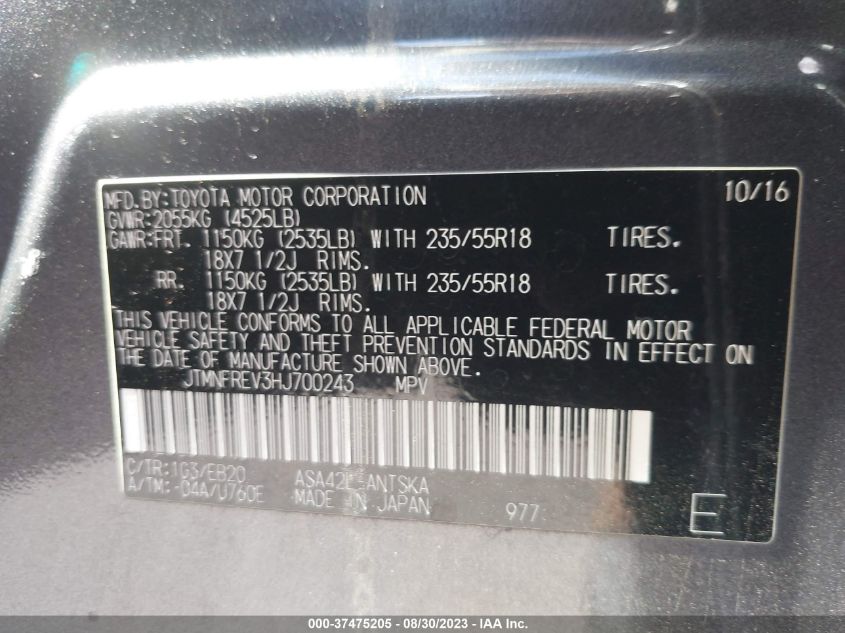 MFD.BY:TOYOTA MOTOR CORPORATION 10/16
GVWR:2055KG (4525LB)
GAWR:FRT. 1150KG (2535LB) WITH 235/55R18 TIRES.
18X7 1/2J RIMS.
RR. 1150KG (2535LB) WITH 235/55R18 TIRES.
18X7 1/2J RIMS.
THIS VEHICLE CONFORMS TO ALL APPLICABLE FEDERAL MOTOR
VEHICLE SAFETY AND THEFT PREVENTION STANDARDS IN EFFECT ON
THE DATE OF MANUFACTURE SHOWN ABOVE.
JTMNFREV3HJ700243 MPV
C/TR:1G3/EB20 ASA42L-ANTSKA
A/TM:-04A/U760E MADE IN JAPAN 977 E
000-37475205 - 08/30/2023 - IAA Inc.